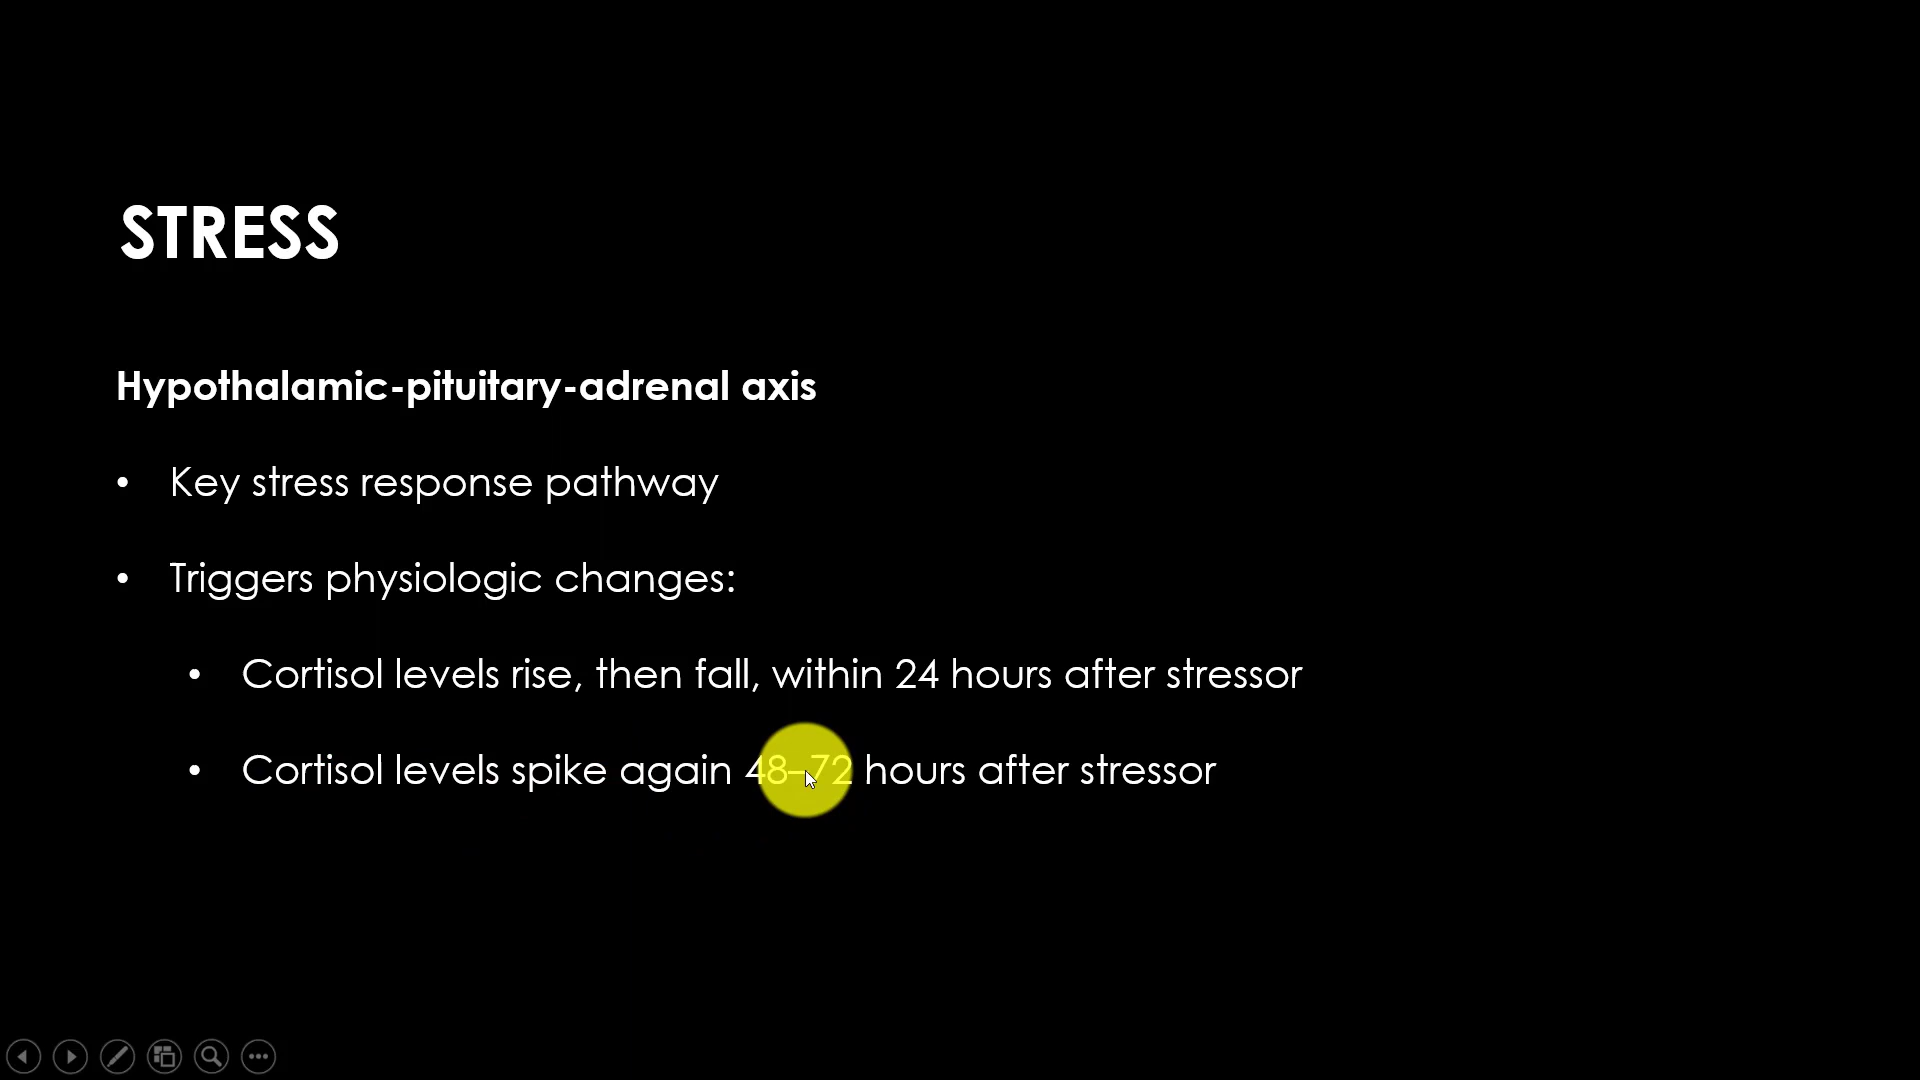 STRESS
Hypothalamic-pituitary-adrenal axis
• Key stress response pathway
• Triggers physiologic changes:
• Cortisol levels rise, then fall, within 24 hours after stressor
• Cortisol levels spike again 48–72 hours after stressor